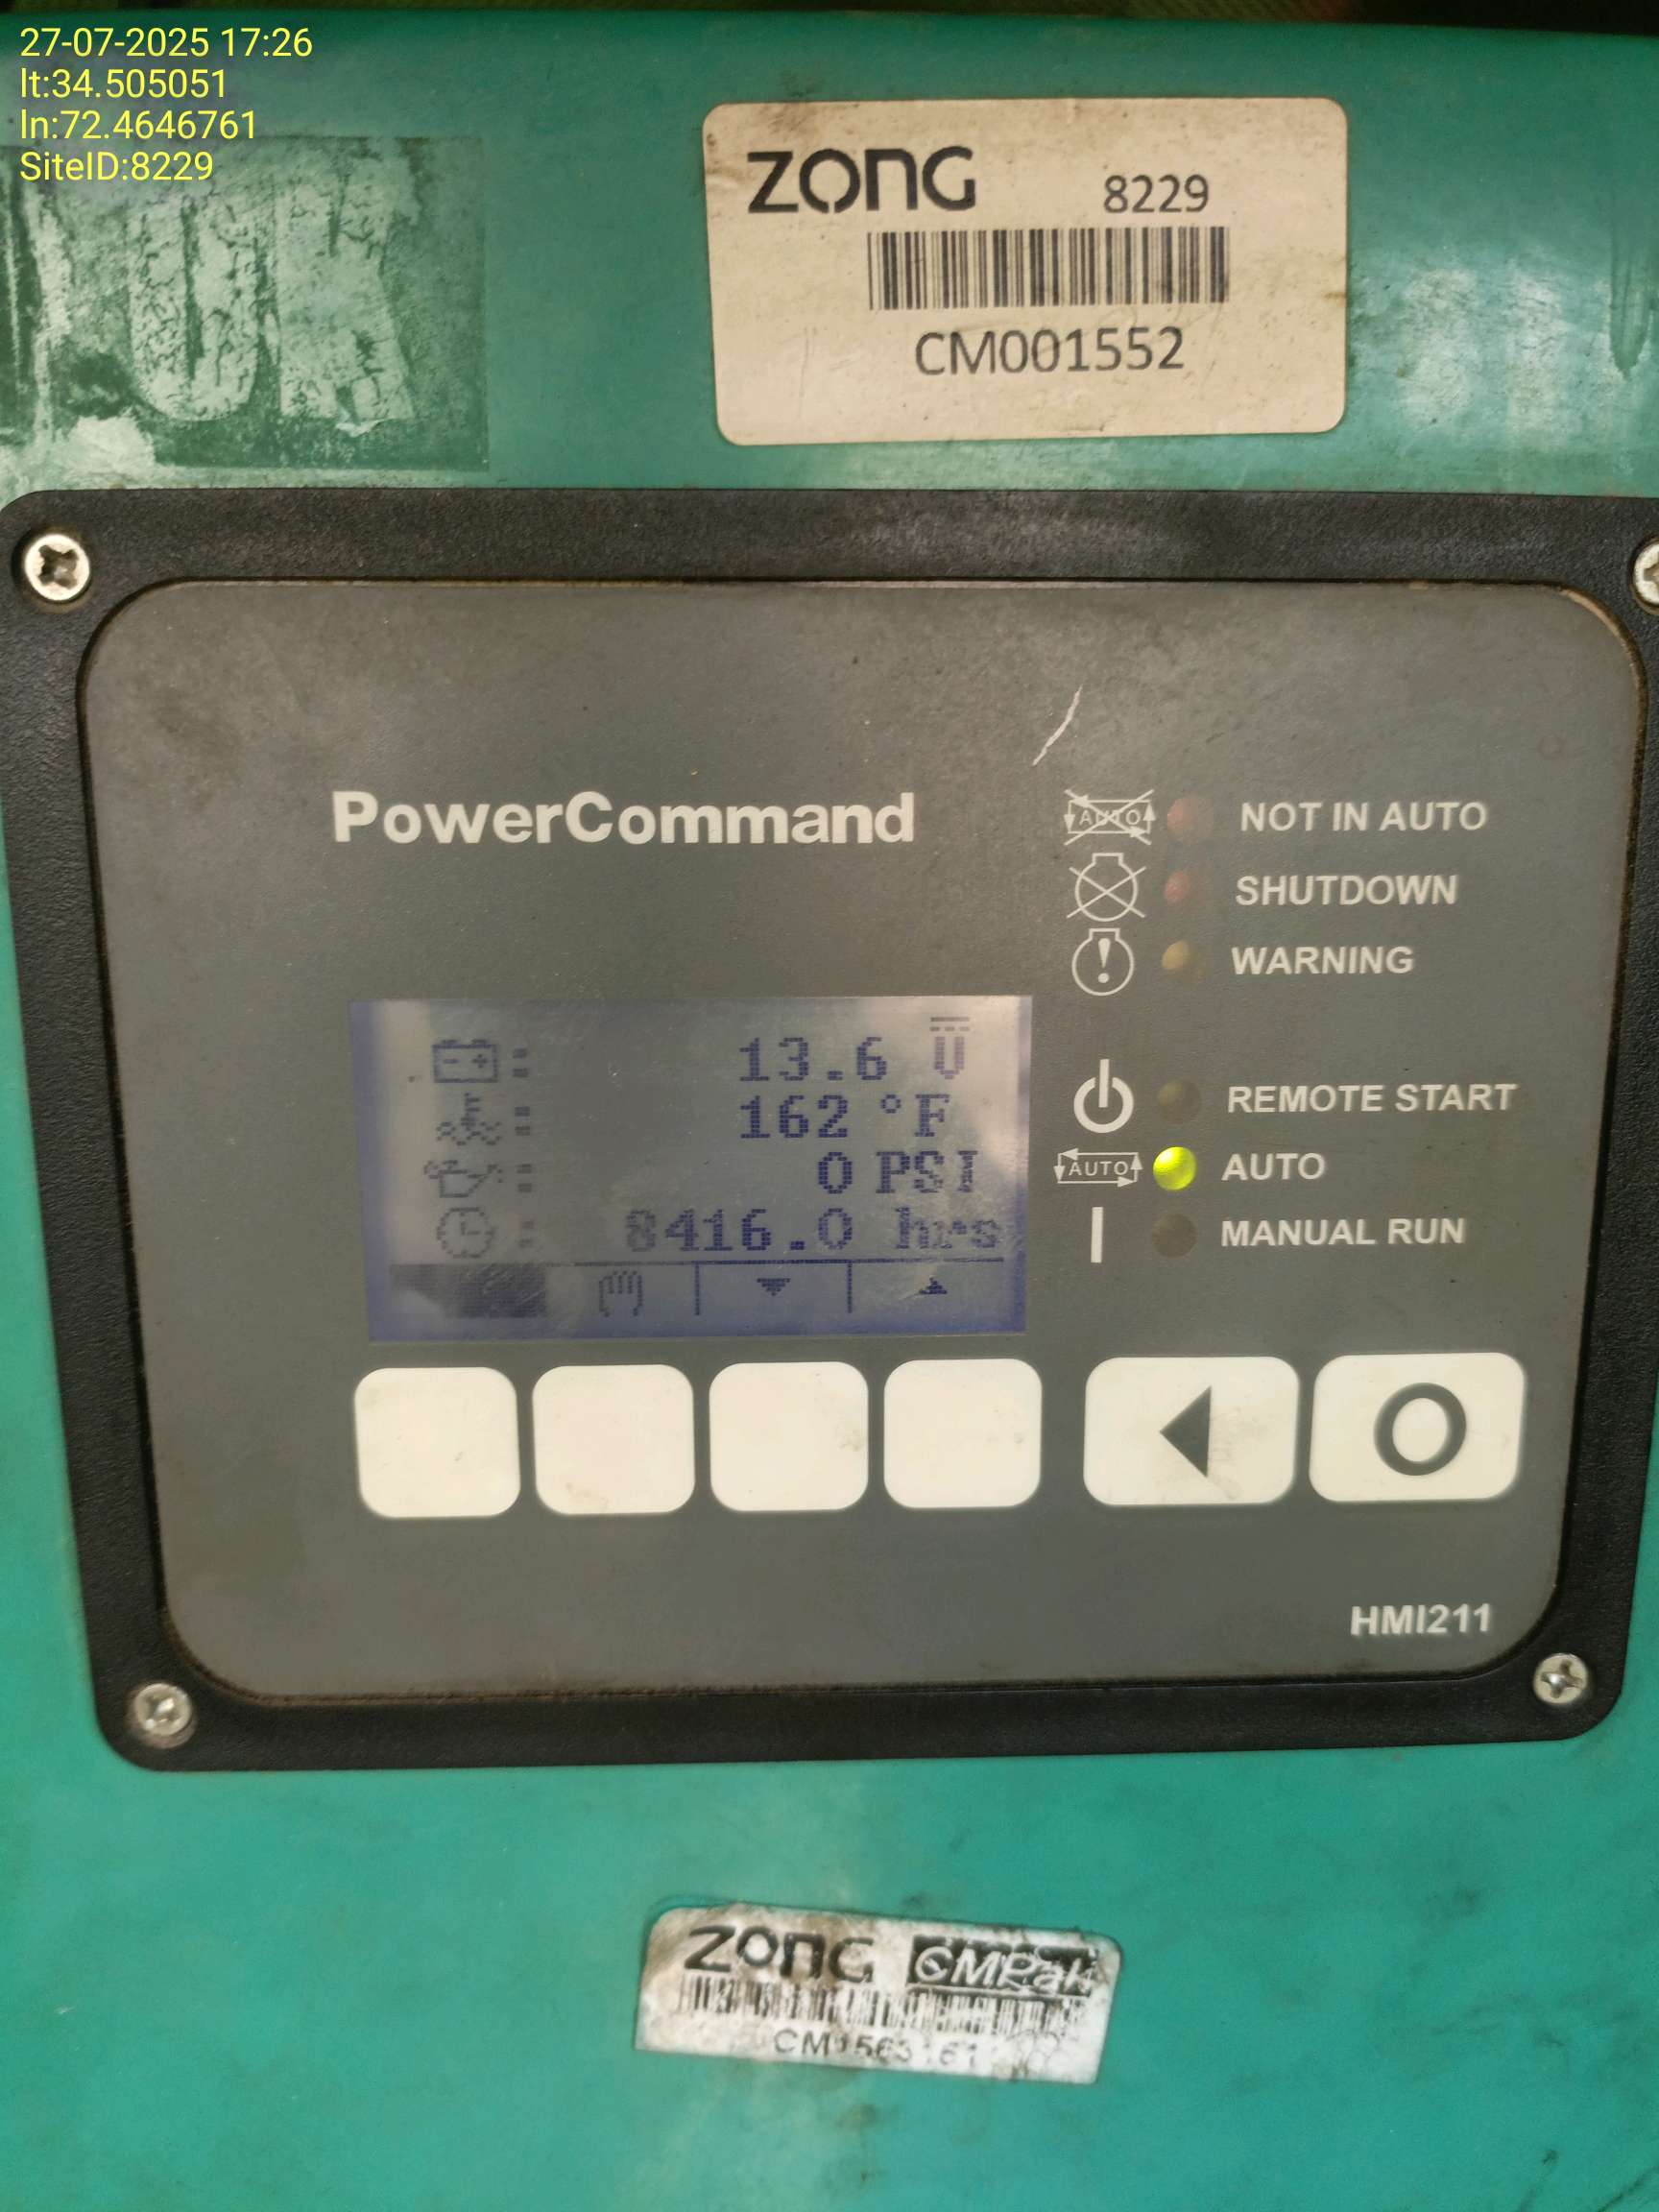 27-07-2025 17:26
lt:34.505051
ln:72.4646761
SiteID:8229
ZONG 8229
CM001552
PowerCommand
AUTO NOT IN AUTO
SHUTDOWN
! WARNING
13.6 V
162 °F
0 PSI
8416.0 hrs
REMOTE START
AUTO AUTO
MANUAL RUN
HMI211
ZONG CMPak